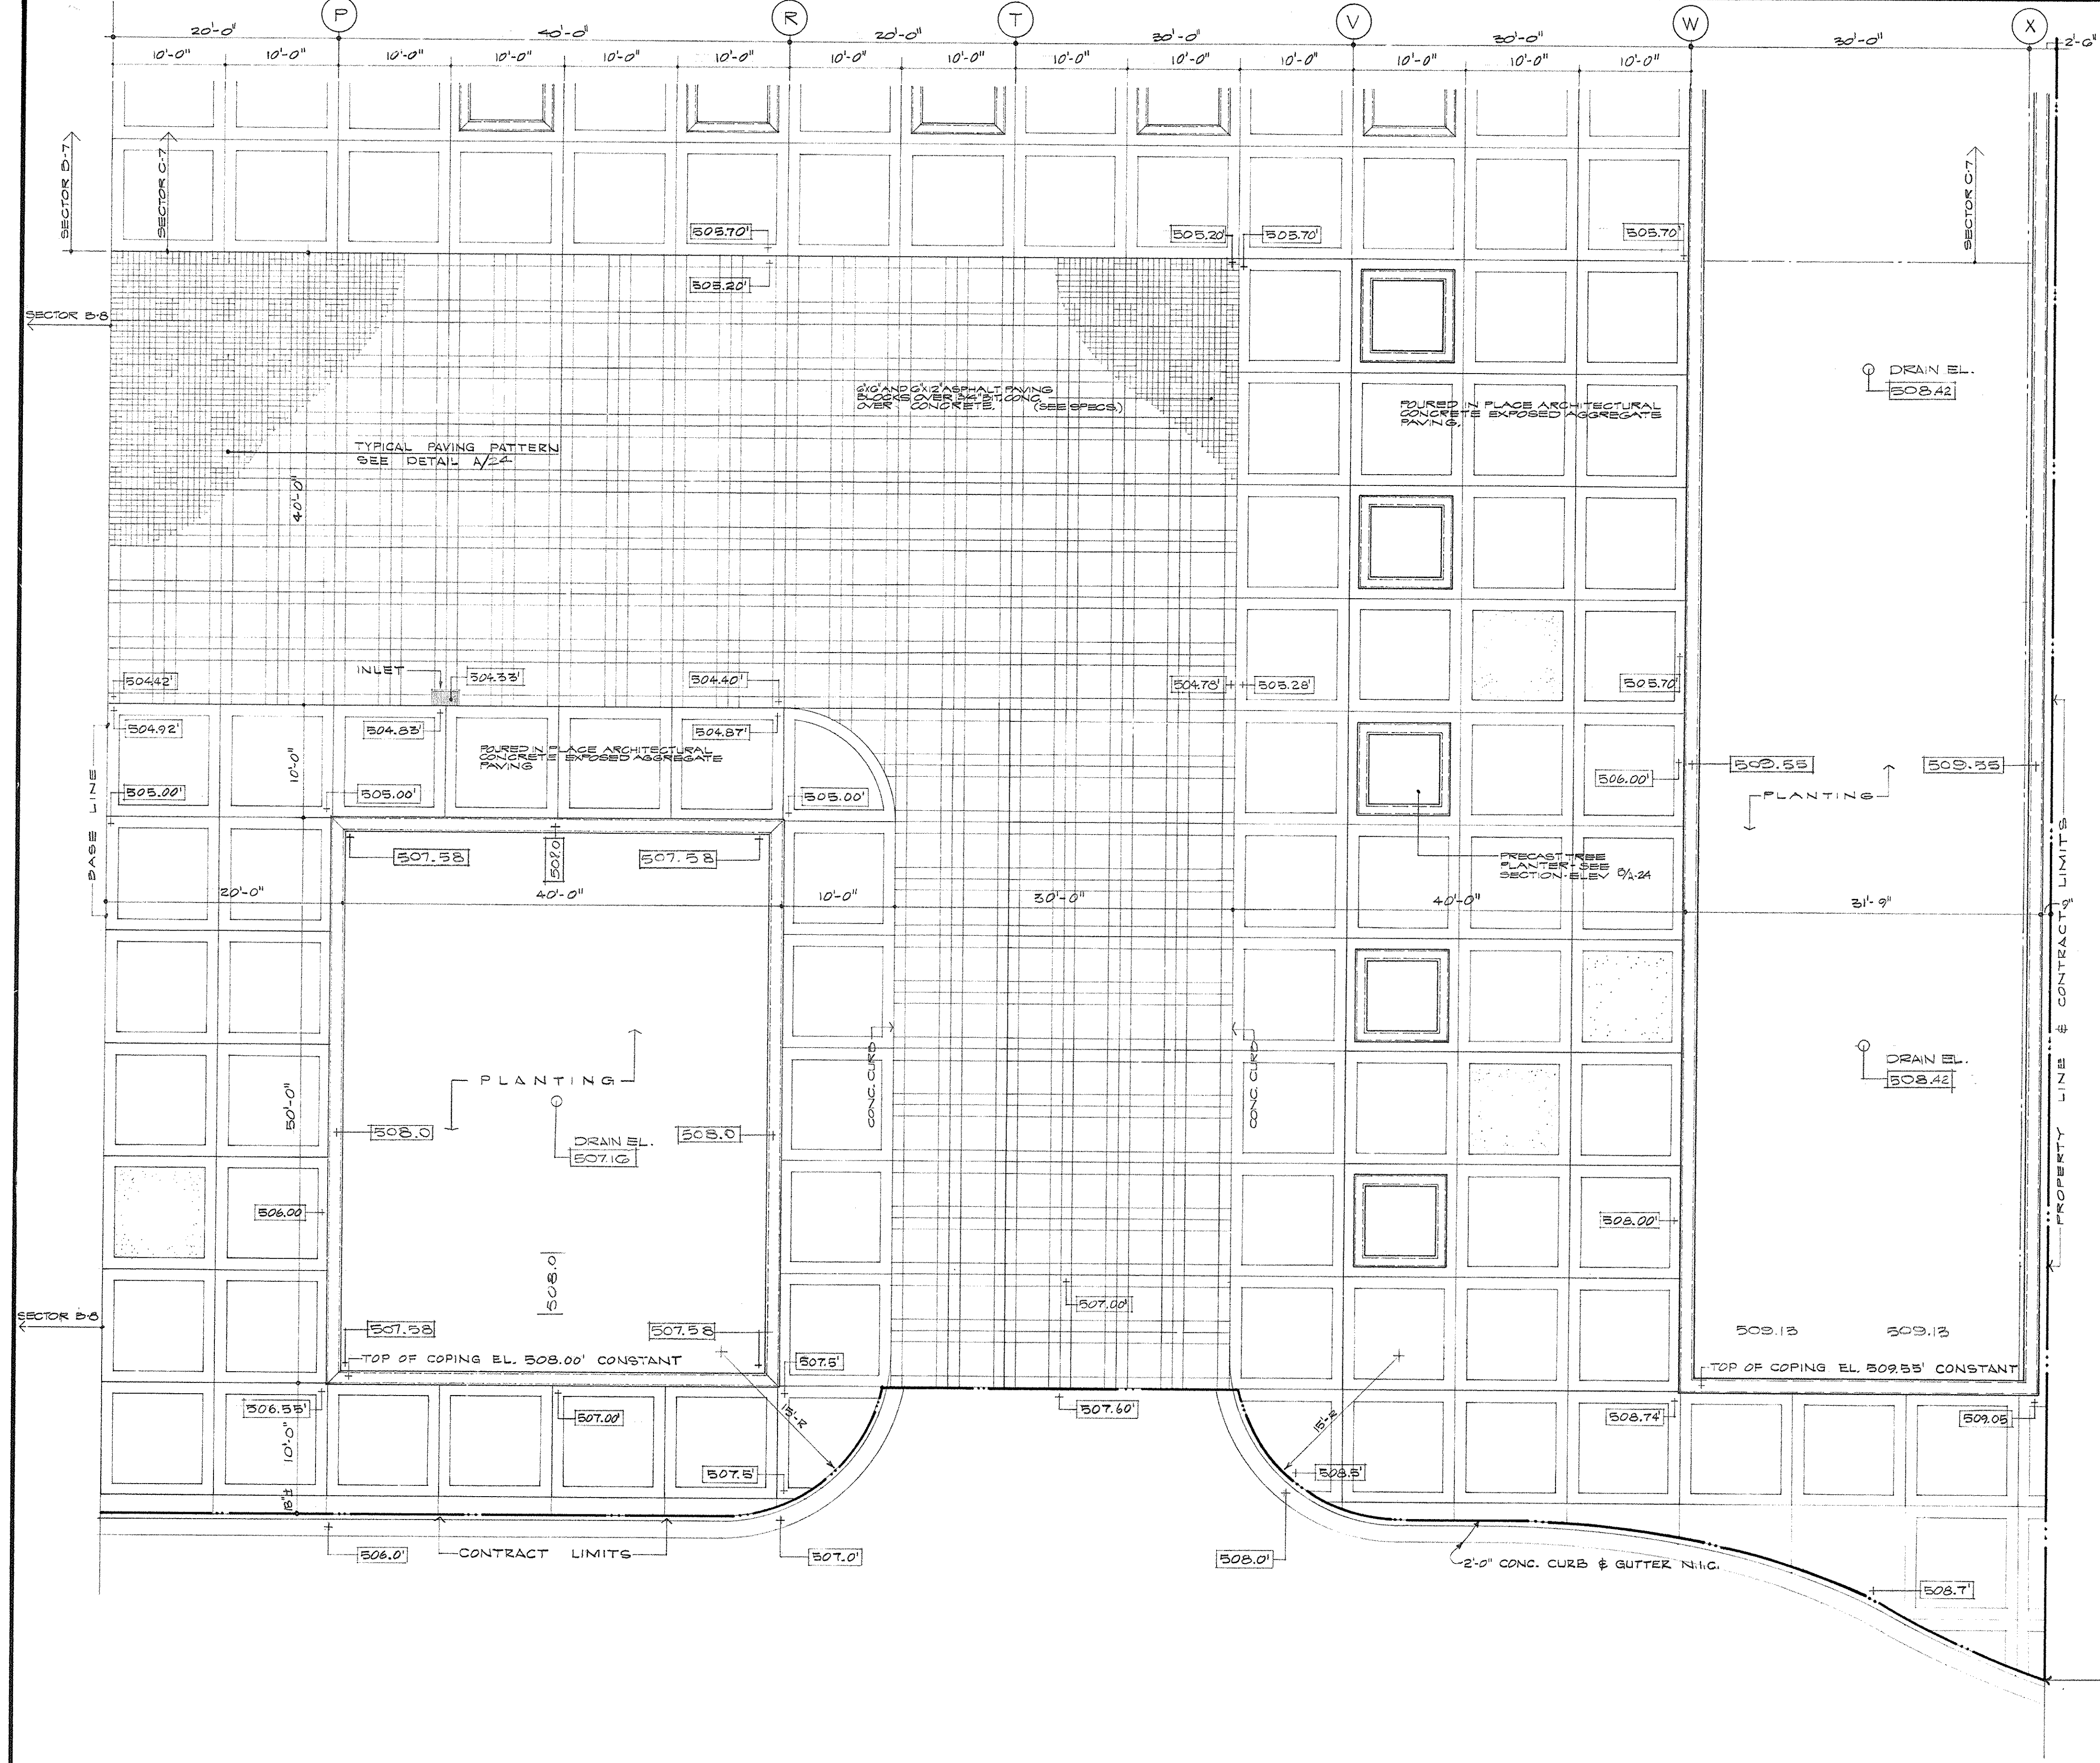 P
R
T
V
W
X
20'-0"
40'-0"
20'-0"
30'-0"
30'-0"
30'-0"
2'-6"
10'-0"
10'-0"
10'-0"
10'-0"
10'-0"
10'-0"
10'-0"
10'-0"
10'-0"
10'-0"
10'-0"
10'-0"
10'-0"
10'-0"
SECTOR B-7
SECTOR C-7
SECTOR C-7
505.70'
505.20'
505.70'
505.70'
505.20'
SECTOR B-8
DRAIN EL.
508.42
6"X6" AND 6"X12" ASPHALT PAVING
BLOCKS OVER 3/4" BIT. CONC.
OVER CONCRETE. (SEE SPECS.)
POURED IN PLACE ARCHITECTURAL
CONCRETE EXPOSED AGGREGATE
PAVING.
TYPICAL PAVING PATTERN
SEE DETAIL A/24
40'-0"
INLET
504.42'
504.33'
504.40'
504.78'
505.28'
505.70'
504.92'
504.83'
504.87'
POURED IN PLACE ARCHITECTURAL
CONCRETE EXPOSED AGGREGATE
PAVING
10'-0"
BASE LINE
505.00'
505.00'
505.00'
506.00'
509.55
509.55
PLANTING
507.58
508.0
507.58
PRECAST TREE
PLANTER-SEE
SECTION-ELEV B/A-24
20'-0"
40'-0"
10'-0"
30'-0"
40'-0"
31'-9"
9"
PROPERTY LINE & CONTRACT LIMITS
CONC. CURB
CONC. CURB
DRAIN EL.
508.42
PLANTING
50'-0"
508.0
508.0
DRAIN EL.
507.16
506.00
508.00'
508.0
507.00'
SECTOR B-8
507.58
507.58
509.13
509.13
TOP OF COPING EL. 508.00' CONSTANT
507.5'
TOP OF COPING EL. 509.55' CONSTANT
506.55'
507.00'
15'-R
507.60'
15'-R
508.74'
509.05
10'-0"
507.5'
508.5'
18"±
506.0'
CONTRACT LIMITS
507.0'
508.0'
2'-0" CONC. CURB & GUTTER N.I.C.
508.7'